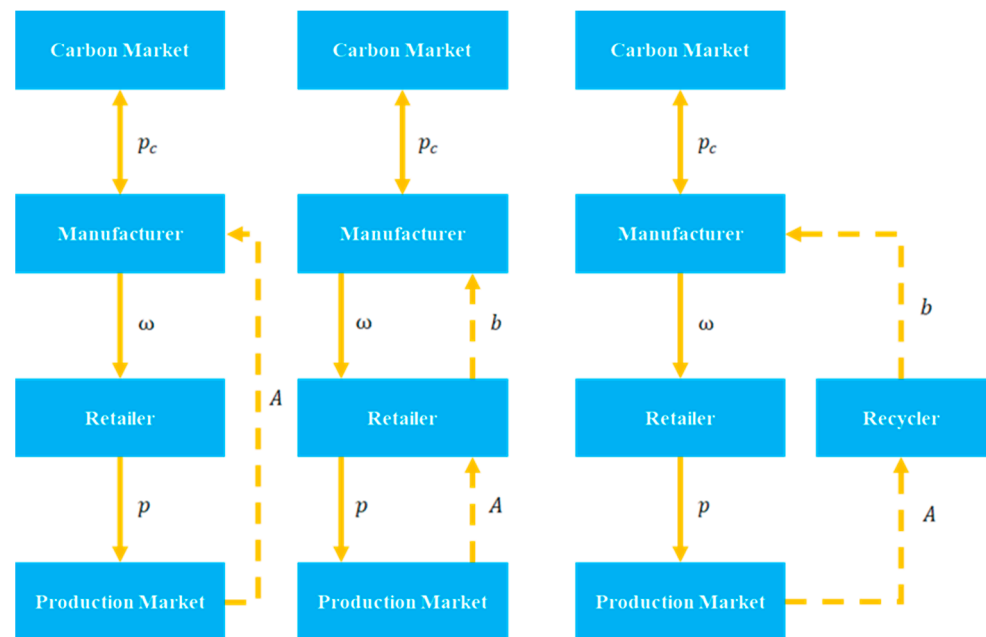 Carbon Market Carbon Market Carbon Market
p_c p_c p_c
Manufacturer Manufacturer Manufacturer
ω ω b ω b
A
Retailer Retailer Retailer Recycler
p p A p A
Production Market Production Market Production Market